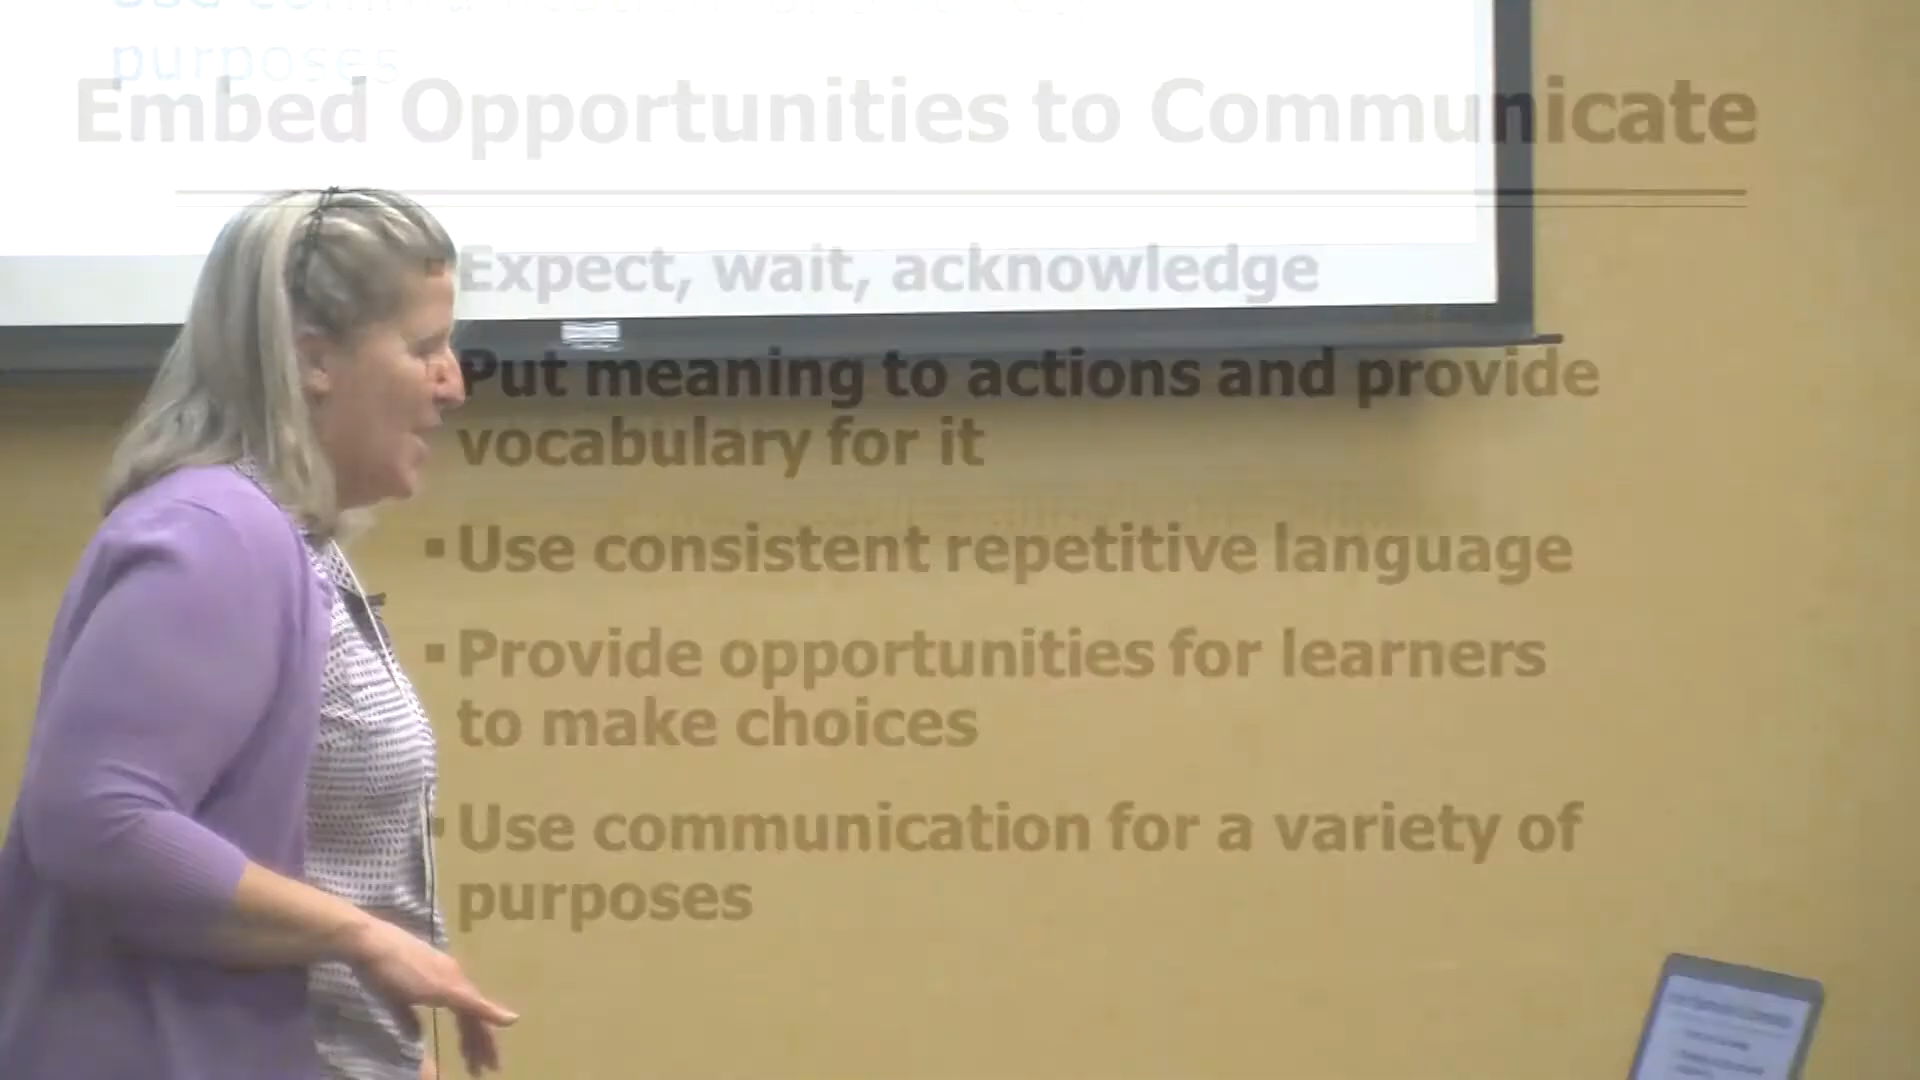 purposes
Embed Opportunities to Communicate
Expect, wait, acknowledge
Put meaning to actions and provide
vocabulary for it
▪ Use consistent repetitive language
▪ Provide opportunities for learners
to make choices
▪ Use communication for a variety of
purposes